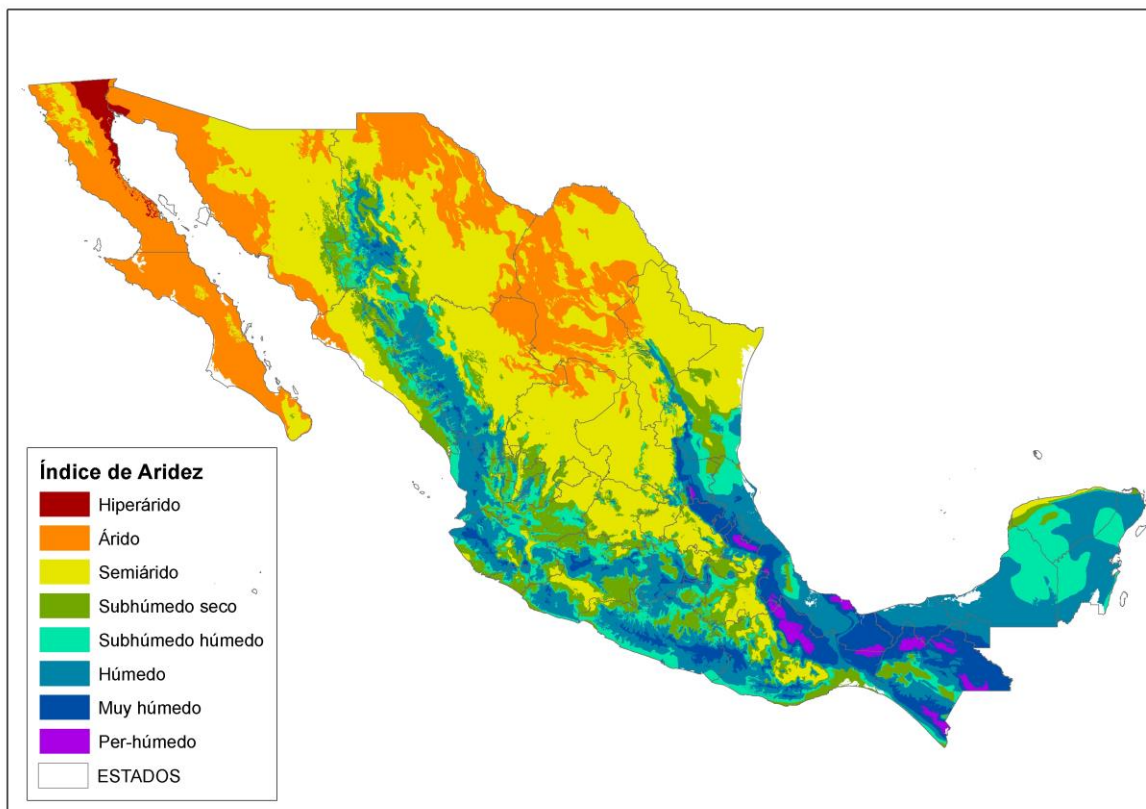 Índice de Aridez
Hiperárido
Árido
Semiárido
Subhúmedo seco
Subhúmedo húmedo
Húmedo
Muy húmedo
Per-húmedo
ESTADOS